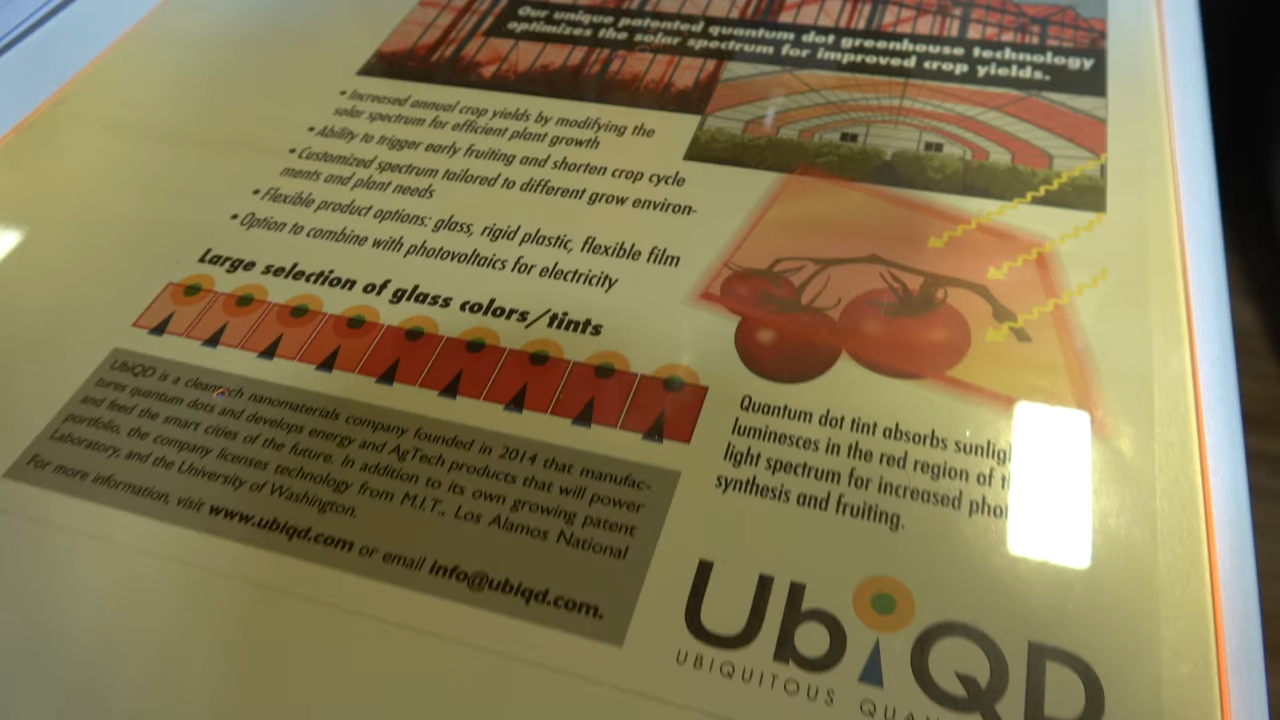 Our unique patented quantum dot greenhouse technology
optimizes the solar spectrum for improved crop yields.
• Increased annual crop yields by modifying the
solar spectrum for efficient plant growth
• Ability to trigger early fruiting and shorten crop cycle
• Customized spectrum tailored to different grow environ-
ments and plant needs
• Flexible product options: glass, rigid plastic, flexible film
• Option to combine with photovoltaics for electricity
Large selection of glass colors/tints
UbiQD is a cleantech nanomaterials company founded in 2014 that manufac-
tures quantum dots and develops energy and AgTech products that will power
and feed the smart cities of the future. In addition to its own growing patent
portfolio, the company licenses technology from M.I.T., Los Alamos National
Laboratory, and the University of Washington.
For more information, visit www.ubiqd.com or email info@ubiqd.com.
Quantum dot tint absorbs
luminesces in the red region of
light spectrum for increased
synthesis and fruiting.
UbiQD
UBIQUITOUS